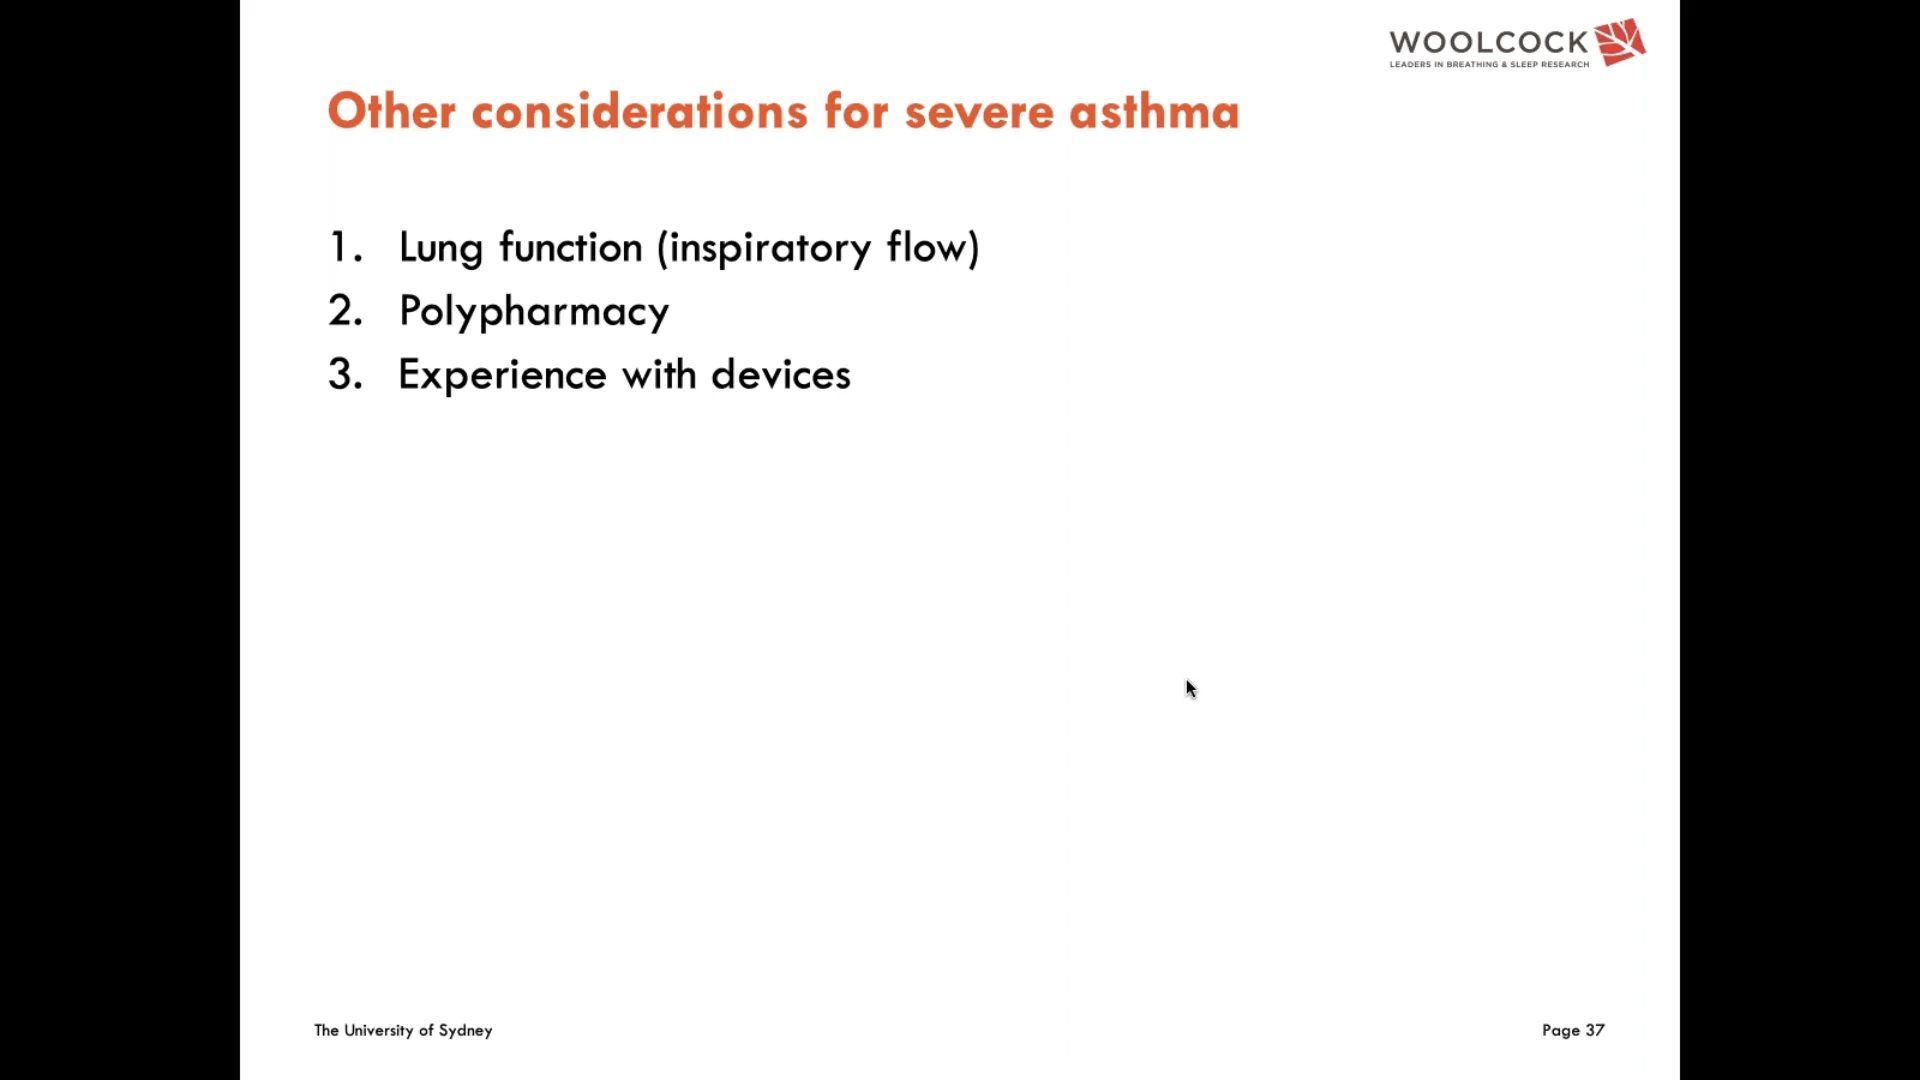 WOOLCOCK
LEADERS IN BREATHING & SLEEP RESEARCH
Other considerations for severe asthma
1. Lung function (inspiratory flow)
2. Polypharmacy
3. Experience with devices
The University of Sydney
Page 37